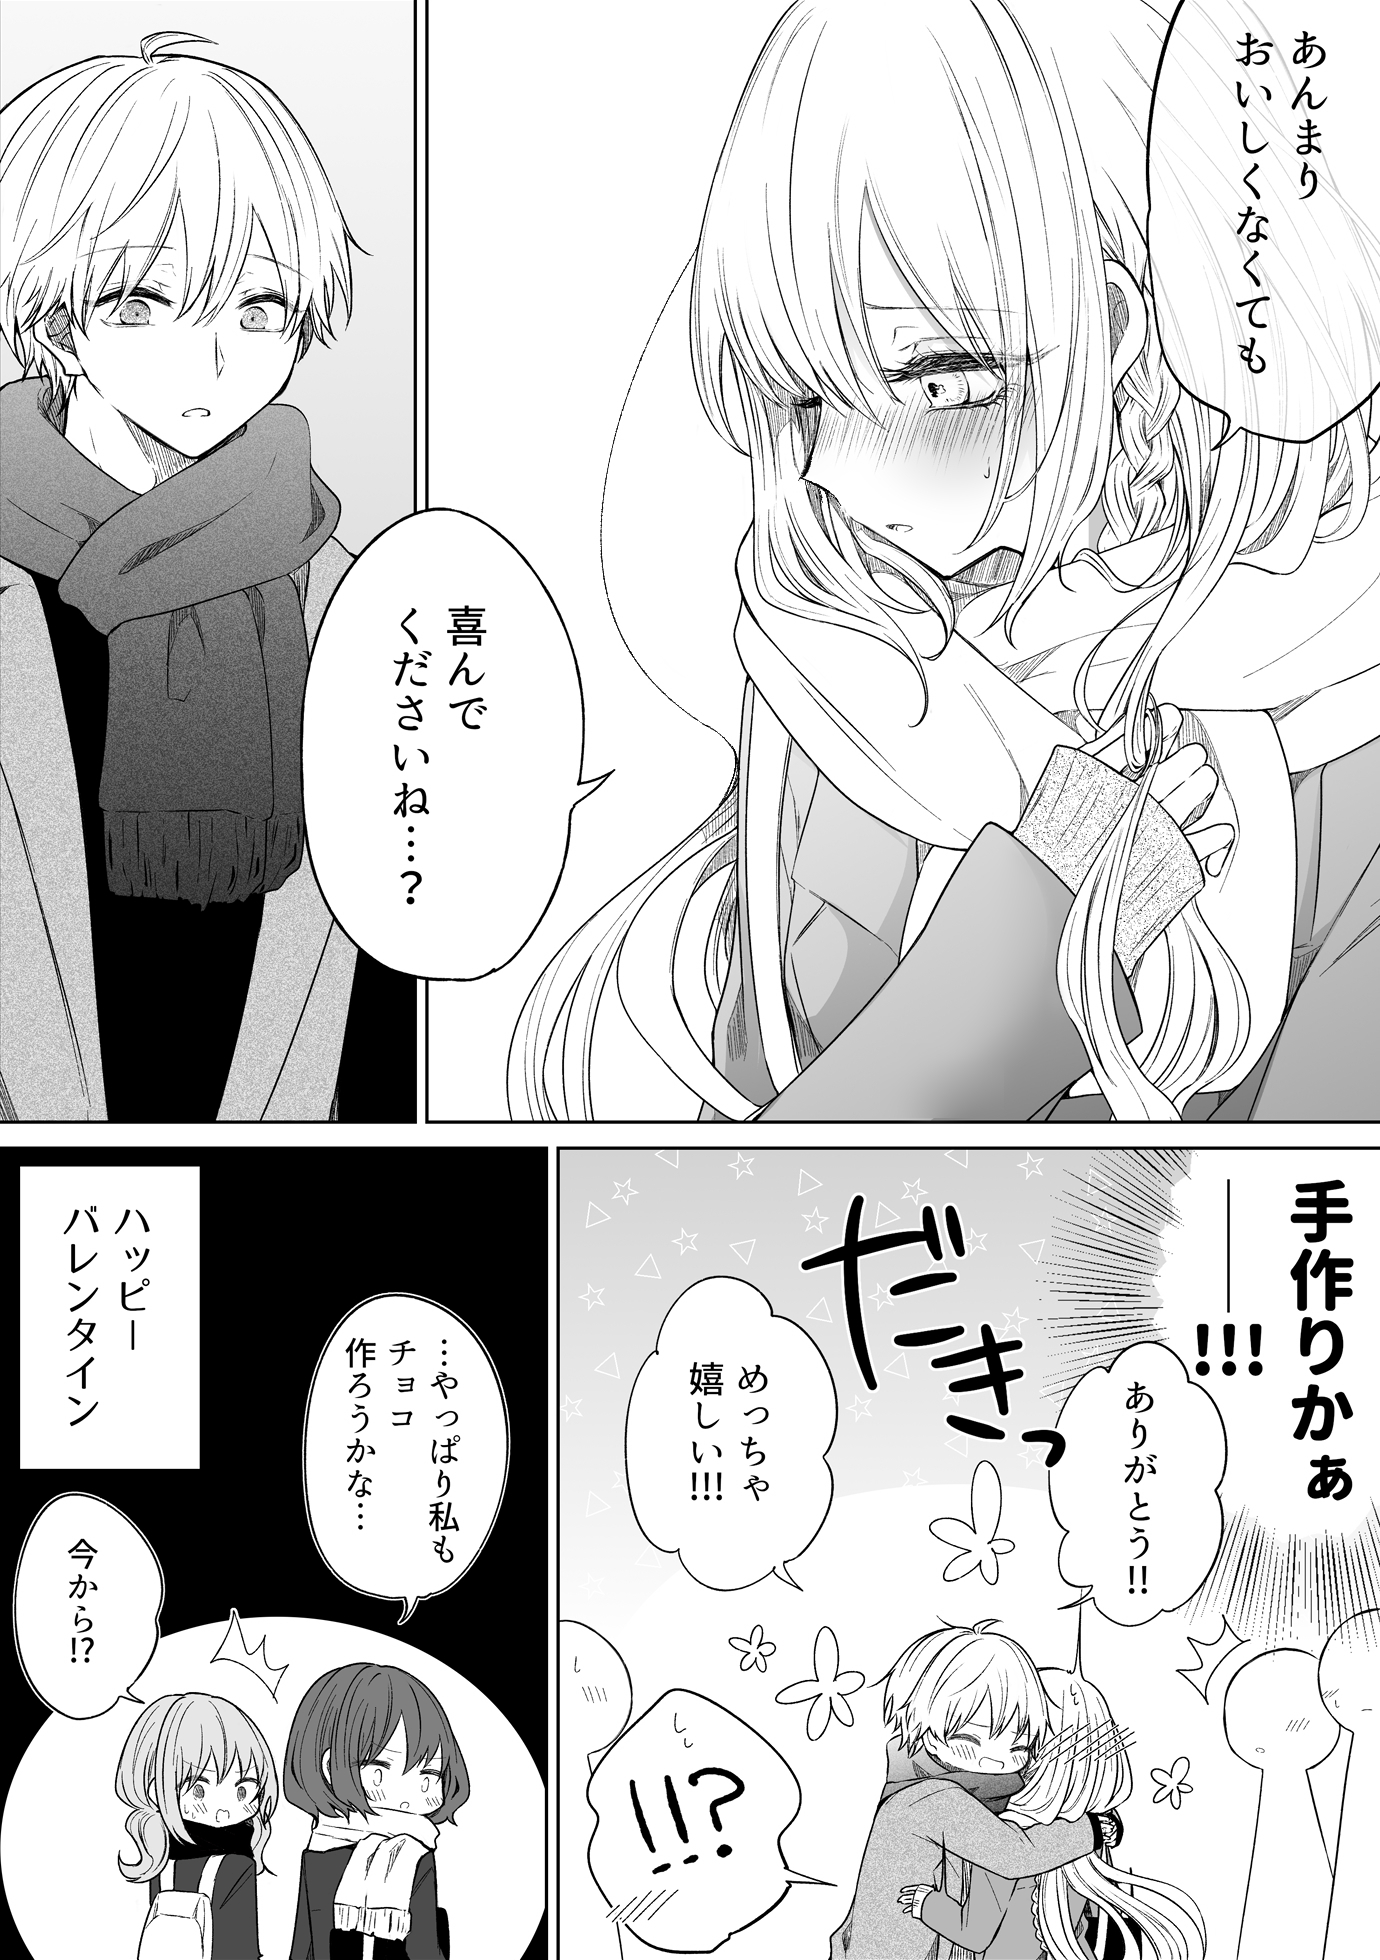 あんまり
おいしくなくても
喜んで
くださいね…?
手作りかぁ
――!!!
ありがとう!!
だきっ
めっちゃ
嬉しい!!!
!!?
…やっぱり私も
チョコ
作ろうかな…
今から!?
ハッピー
バレンタイン